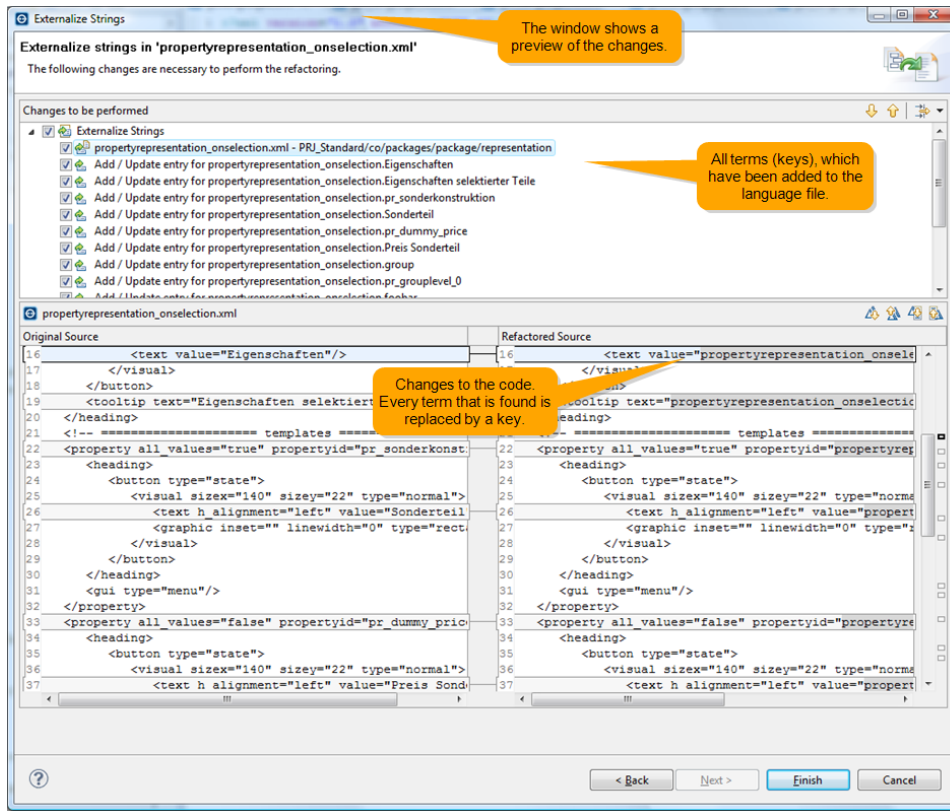 Externalize Strings
The window shows a
preview of the changes.
Externalize strings in 'propertyrepresentation_onselection.xml'
The following changes are necessary to perform the refactoring.
Changes to be performed
Externalize Strings
propertyrepresentation_onselection.xml - PRJ_Standard/co/packages/package/representation
Add / Update entry for propertyrepresentation_onselection.Eigenschaften
Add / Update entry for propertyrepresentation_onselection.Eigenschaften selektierter Teile
Add / Update entry for propertyrepresentation_onselection.pr_sonderkonstruktion
Add / Update entry for propertyrepresentation_onselection.Sonderteil
Add / Update entry for propertyrepresentation_onselection.pr_dummy_price
Add / Update entry for propertyrepresentation_onselection.Preis Sonderteil
Add / Update entry for propertyrepresentation_onselection.group
Add / Update entry for propertyrepresentation_onselection.pr_grouplevel_0
Add / Update entry for propertyrepresentation_onselection.foobar
All terms (keys), which
have been added to the
language file.
propertyrepresentation_onselection.xml
Original Source
16 <text value="Eigenschaften"/>
17 </visual>
18 </button>
19 <tooltip text="Eigenschaften selektiert
20 </heading>
21 <!-- ====================== templates
22 <property all_values="true" propertyid="pr_sonderkonst
23 <heading>
24 <button type="state">
25 <visual sizex="140" sizey="22" type="normal">
26 <text h_alignment="left" value="Sonderteil
27 <graphic inset="" linewidth="0" type="recta
28 </visual>
29 </button>
30 </heading>
31 <gui type="menu"/>
32 </property>
33 <property all_values="false" propertyid="pr_dummy_pric
34 <heading>
35 <button type="state">
36 <visual sizex="140" sizey="22" type="normal">
37 <text h_alignment="left" value="Preis Sond
Changes to the code.
Every term that is found is
replaced by a key.
Refactored Source
16 <text value="propertyrepresentation_onsele
17 </visual>
18 </button>
19 tooltip text="propertyrepresentation_onselectio
20 </heading>
templates
22 <property all_values="true" propertyid="propertyrep
23 <heading>
24 <button type="state">
25 <visual sizex="140" sizey="22" type="norma
26 <text h_alignment="left" value="propert
27 <graphic inset="" linewidth="0" type="r
28 </visual>
29 </button>
30 </heading>
31 <gui type="menu"/>
32 </property>
33 <property all_values="false" propertyid="propertyre
34 <heading>
35 <button type="state">
36 <visual sizex="140" sizey="22" type="norma
37 <text h_alignment="left" value="propert
< Back
Next >
Finish
Cancel